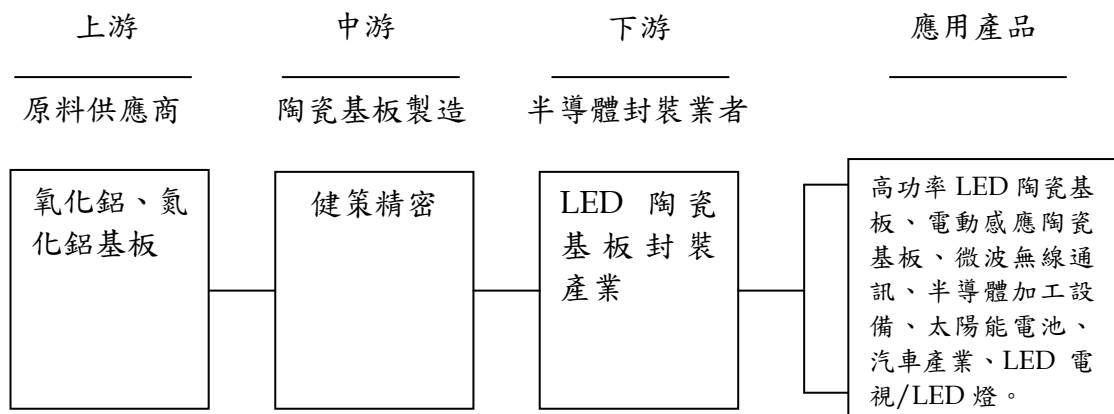 上游
中游
下游
應用產品
原料供應商
陶瓷基板製造
半導體封裝業者
氧化鋁、氮
化鋁基板
健策精密
LED 陶瓷
基板封裝
產業
高功率 LED 陶瓷基
板、電動感應陶瓷
基板、微波無線通
訊、半導體加工設
備、太陽能電池、
汽車產業、LED 電
視/LED 燈。